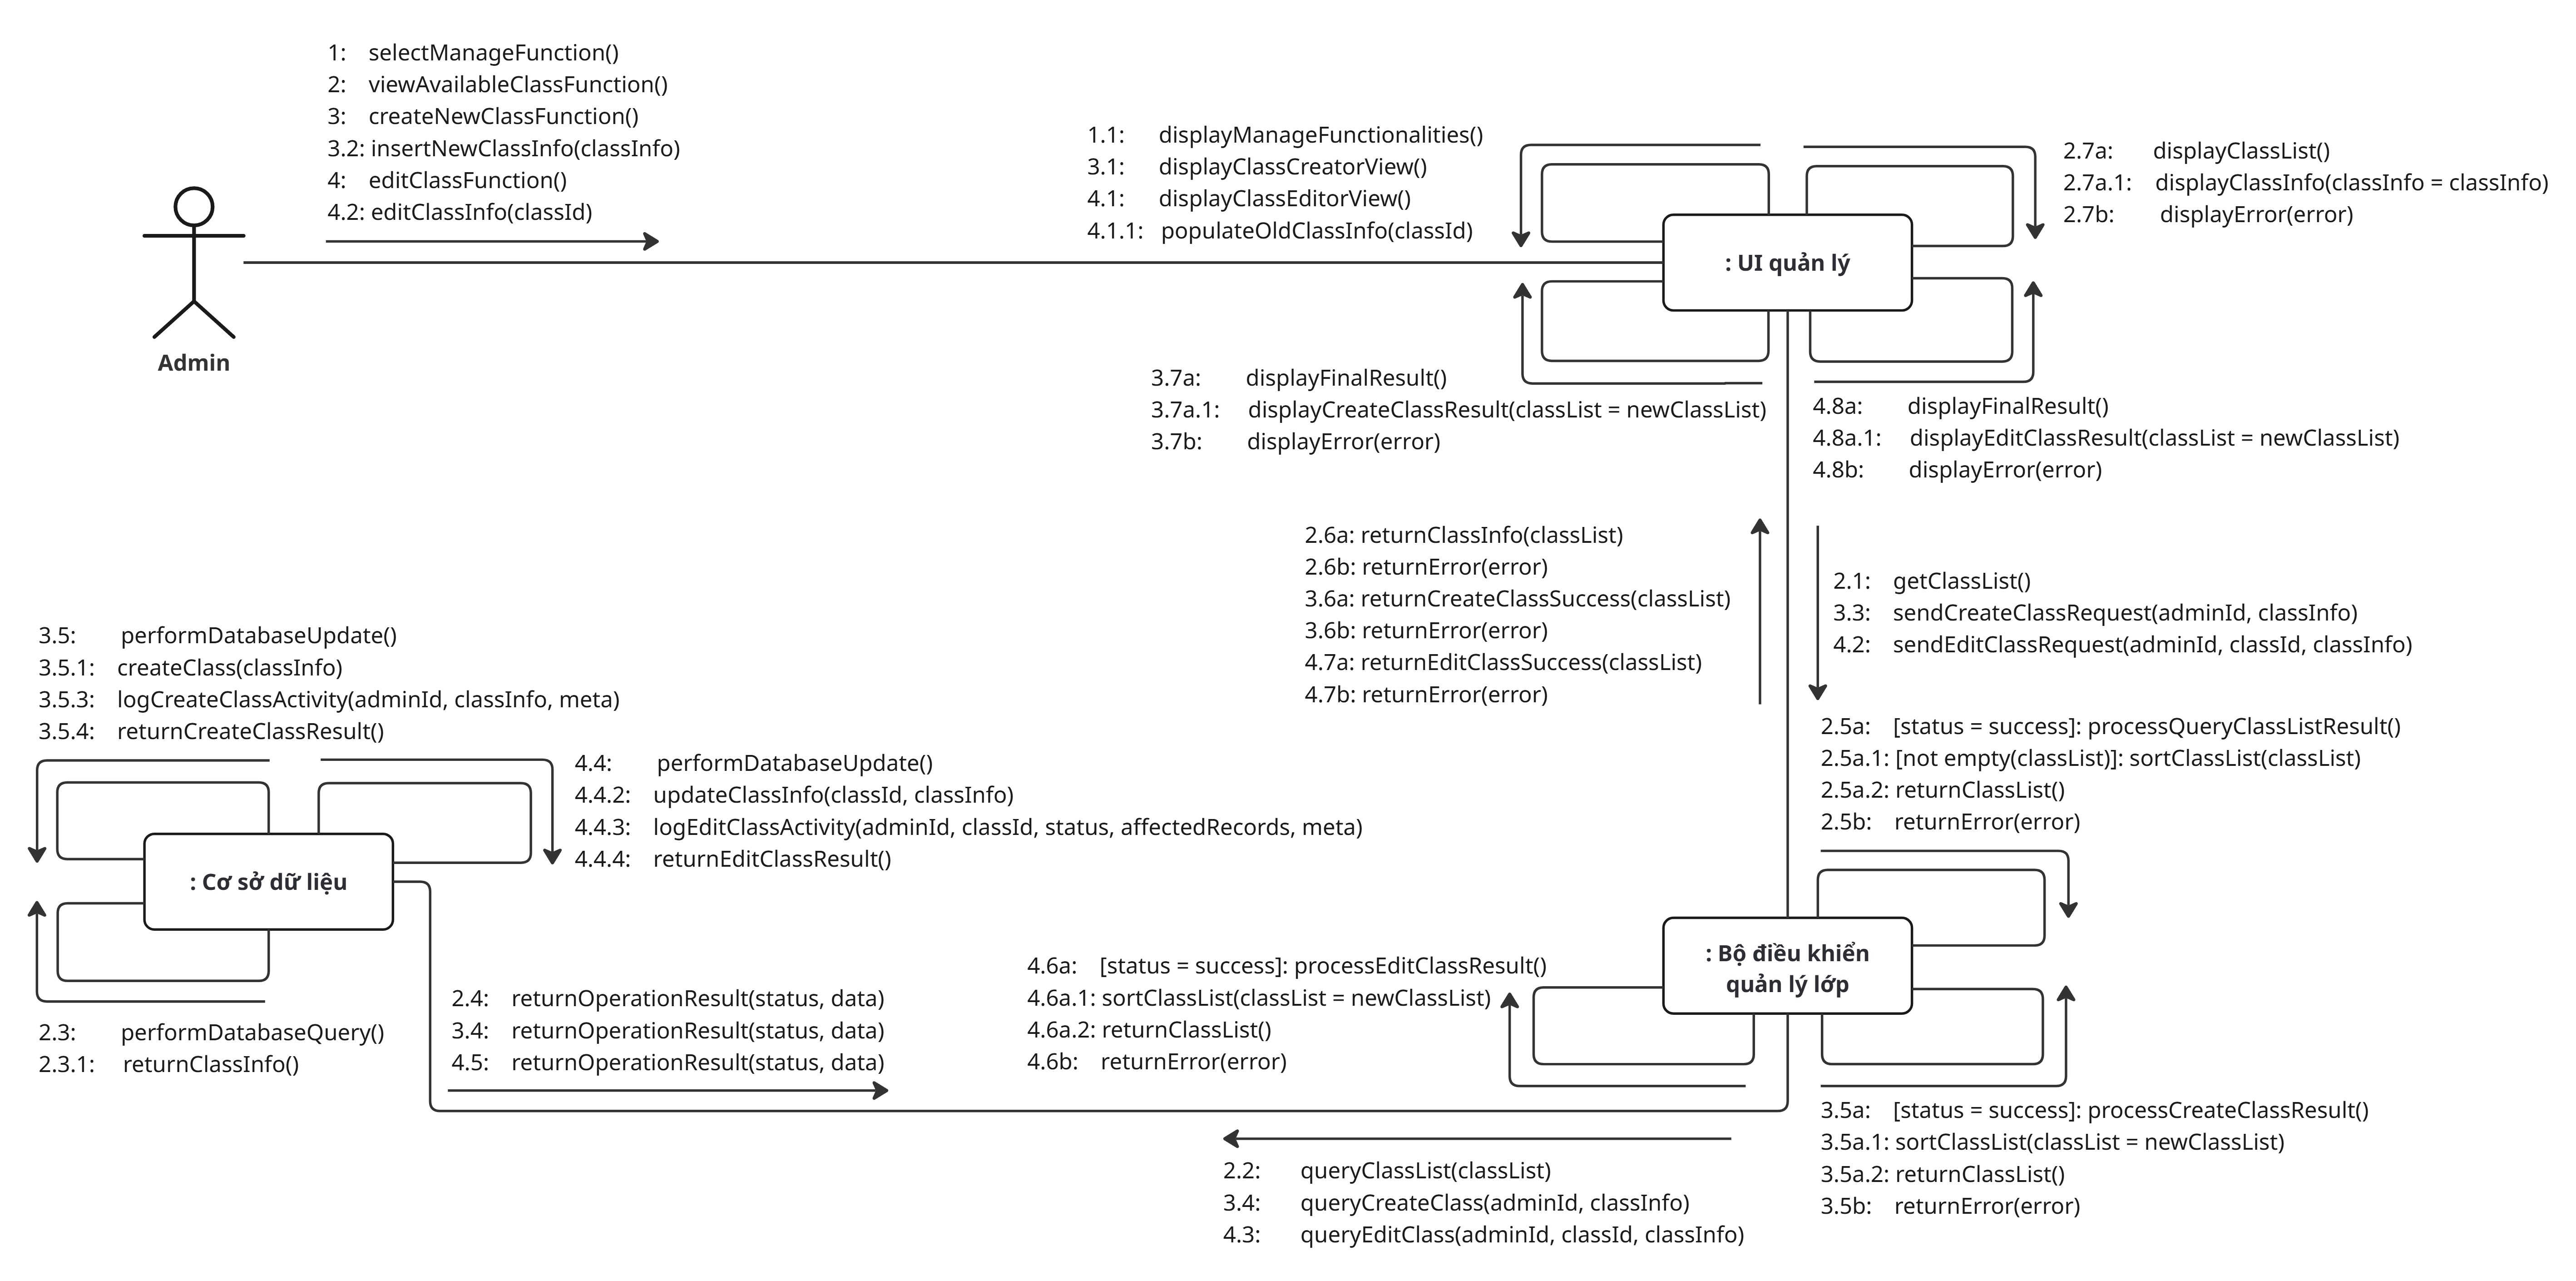 1: selectManageFunction()
2: viewAvailableClassFunction()
3: createNewClassFunction()
3.2: insertNewClassInfo(classInfo)
4: editClassFunction()
4.2: editClassInfo(classId)
Admin
1.1: displayManageFunctionalities()
3.1: displayClassCreatorView()
4.1: displayClassEditorView()
4.1.1: populateOldClassInfo(classId)
2.7a: displayClassList()
2.7a.1: displayClassInfo(classInfo = classInfo)
2.7b: displayError(error)
: UI quản lý
3.7a: displayFinalResult()
3.7a.1: displayCreateClassResult(classList = newClassList)
3.7b: displayError(error)
4.8a: displayFinalResult()
4.8a.1: displayEditClassResult(classList = newClassList)
4.8b: displayError(error)
2.6a: returnClassInfo(classList)
2.6b: returnError(error)
3.6a: returnCreateClassSuccess(classList)
3.6b: returnError(error)
4.7a: returnEditClassSuccess(classList)
4.7b: returnError(error)
2.1: getClassList()
3.3: sendCreateClassRequest(adminId, classInfo)
4.2: sendEditClassRequest(adminId, classId, classInfo)
3.5: performDatabaseUpdate()
3.5.1: createClass(classInfo)
3.5.3: logCreateClassActivity(adminId, classInfo, meta)
3.5.4: returnCreateClassResult()
4.4: performDatabaseUpdate()
4.4.2: updateClassInfo(classId, classInfo)
4.4.3: logEditClassActivity(adminId, classId, status, affectedRecords, meta)
4.4.4: returnEditClassResult()
2.5a: [status = success]: processQueryClassListResult()
2.5a.1: [not empty(classList)]: sortClassList(classList)
2.5a.2: returnClassList()
2.5b: returnError(error)
: Cơ sở dữ liệu
: Bộ điều khiển
quản lý lớp
2.3: performDatabaseQuery()
2.3.1: returnClassInfo()
2.4: returnOperationResult(status, data)
3.4: returnOperationResult(status, data)
4.5: returnOperationResult(status, data)
4.6a: [status = success]: processEditClassResult()
4.6a.1: sortClassList(classList = newClassList)
4.6a.2: returnClassList()
4.6b: returnError(error)
3.5a: [status = success]: processCreateClassResult()
3.5a.1: sortClassList(classList = newClassList)
3.5a.2: returnClassList()
3.5b: returnError(error)
2.2: queryClassList(classList)
3.4: queryCreateClass(adminId, classInfo)
4.3: queryEditClass(adminId, classId, classInfo)